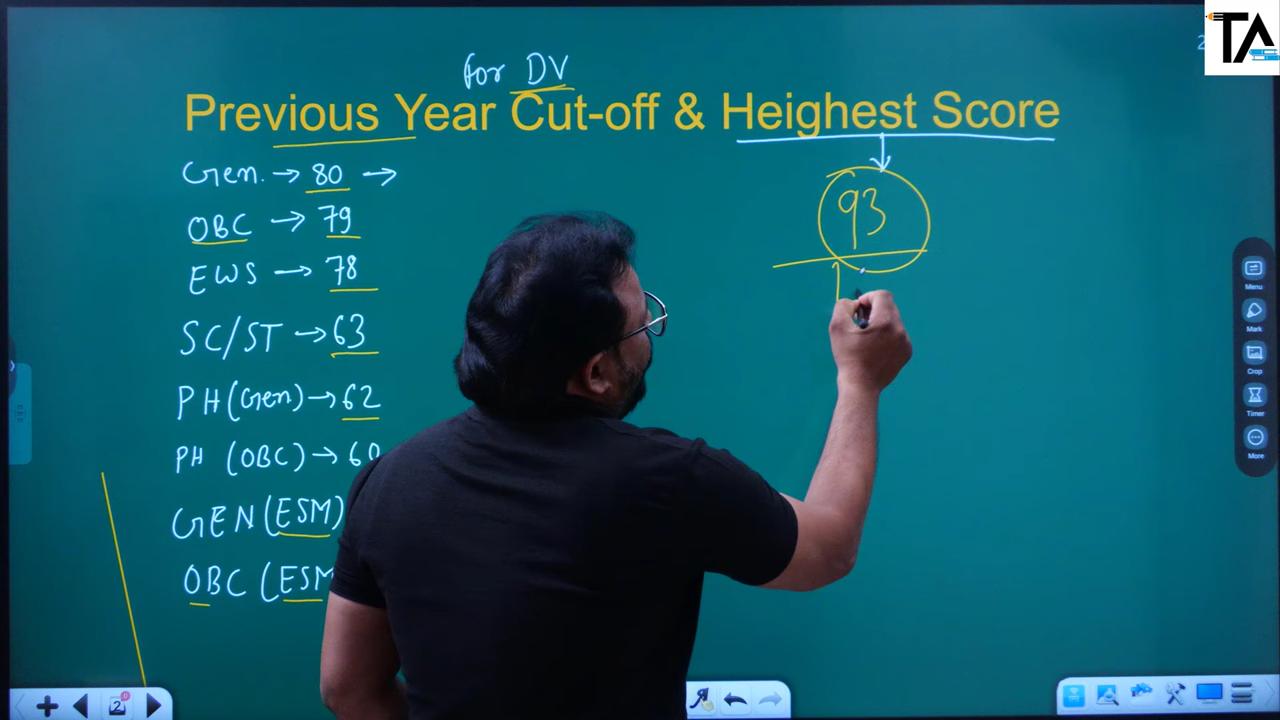 TA
for DV
Previous Year Cut-off & Heighest Score
Gen. → 80 →
OBC → 79
EWS → 78
SC/ST → 63
PH (Gen) → 62
PH (OBC) → 60
GEN (ESM)
OBC (ESM
93
Menu
Mark
Crop
Timer
More
2